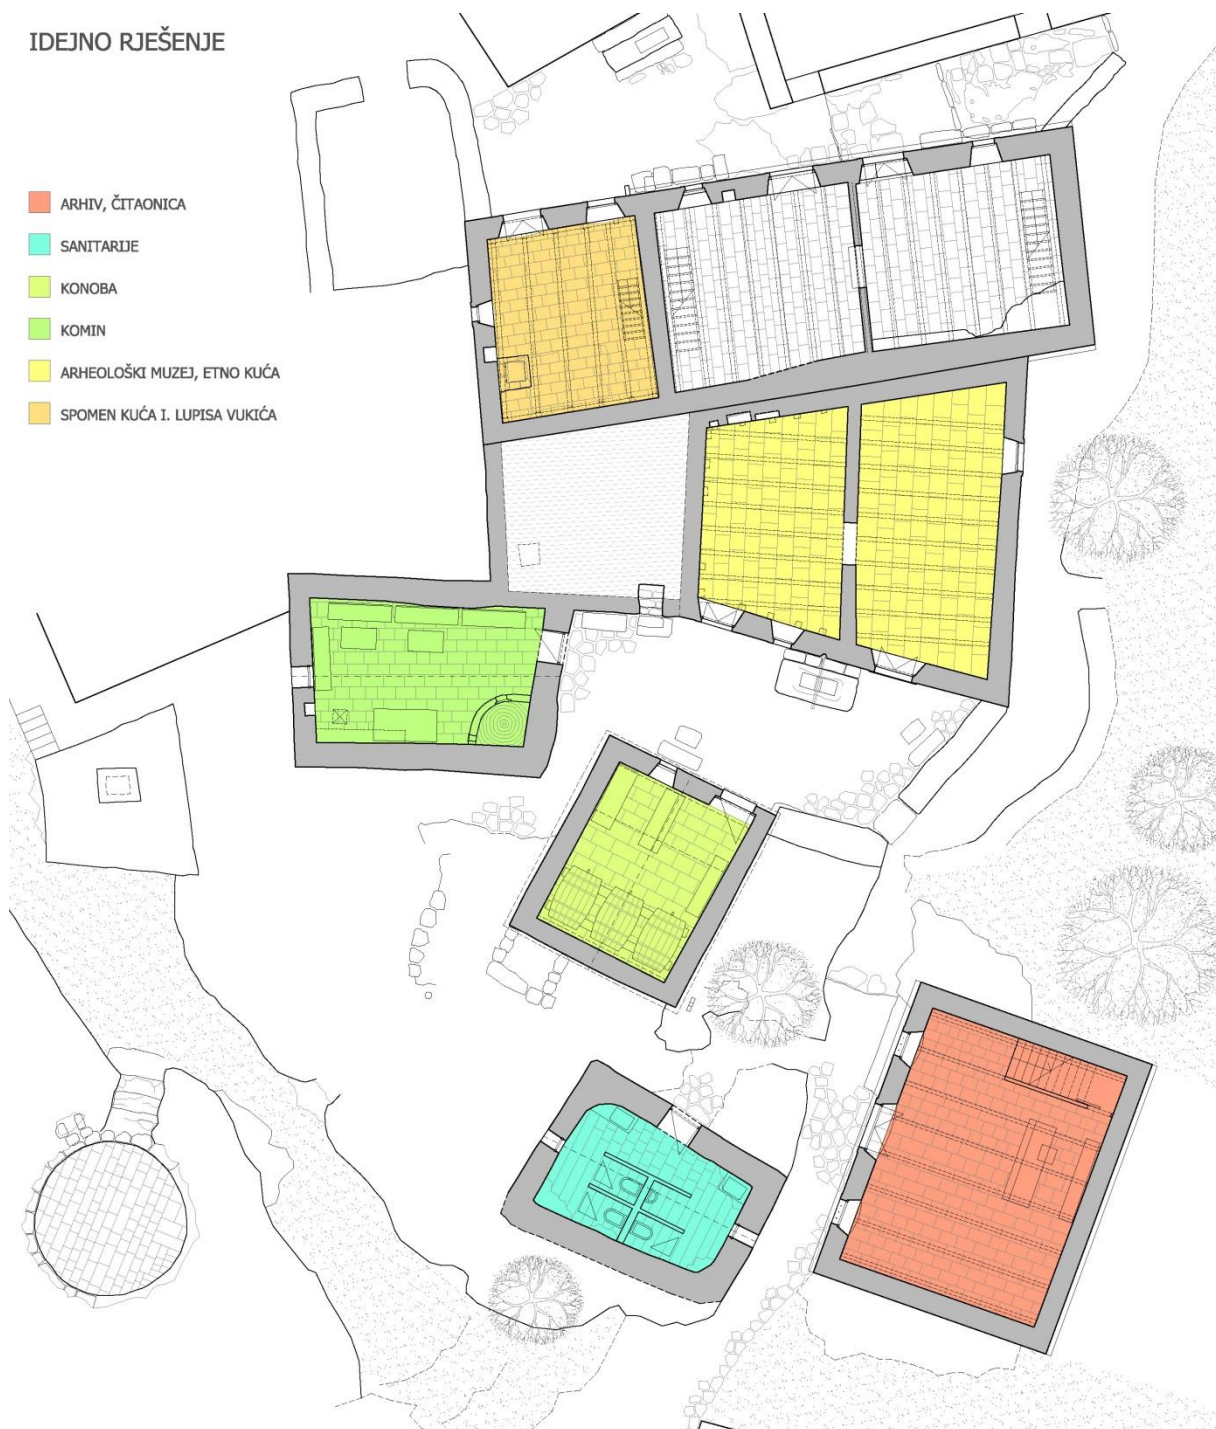 IDEJNO RJEŠENJE
ARHIV, ČITAONICA
SANITARIJE
KONOBA
KOMIN
ARHEOLOŠKI MUZEJ, ETNO KUĆA
SPOMEN KUĆA I. LUPISA VUKIĆA